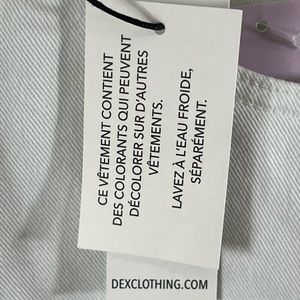 CE VÊTEMENT CONTIENT
DES COLORANTS QUI PEUVENT
DÉCOLORER SUR D'AUTRES
VÊTEMENTS.
LAVEZ À L'EAU FROIDE,
SÉPARÉMENT.
DEXCLOTHING.COM